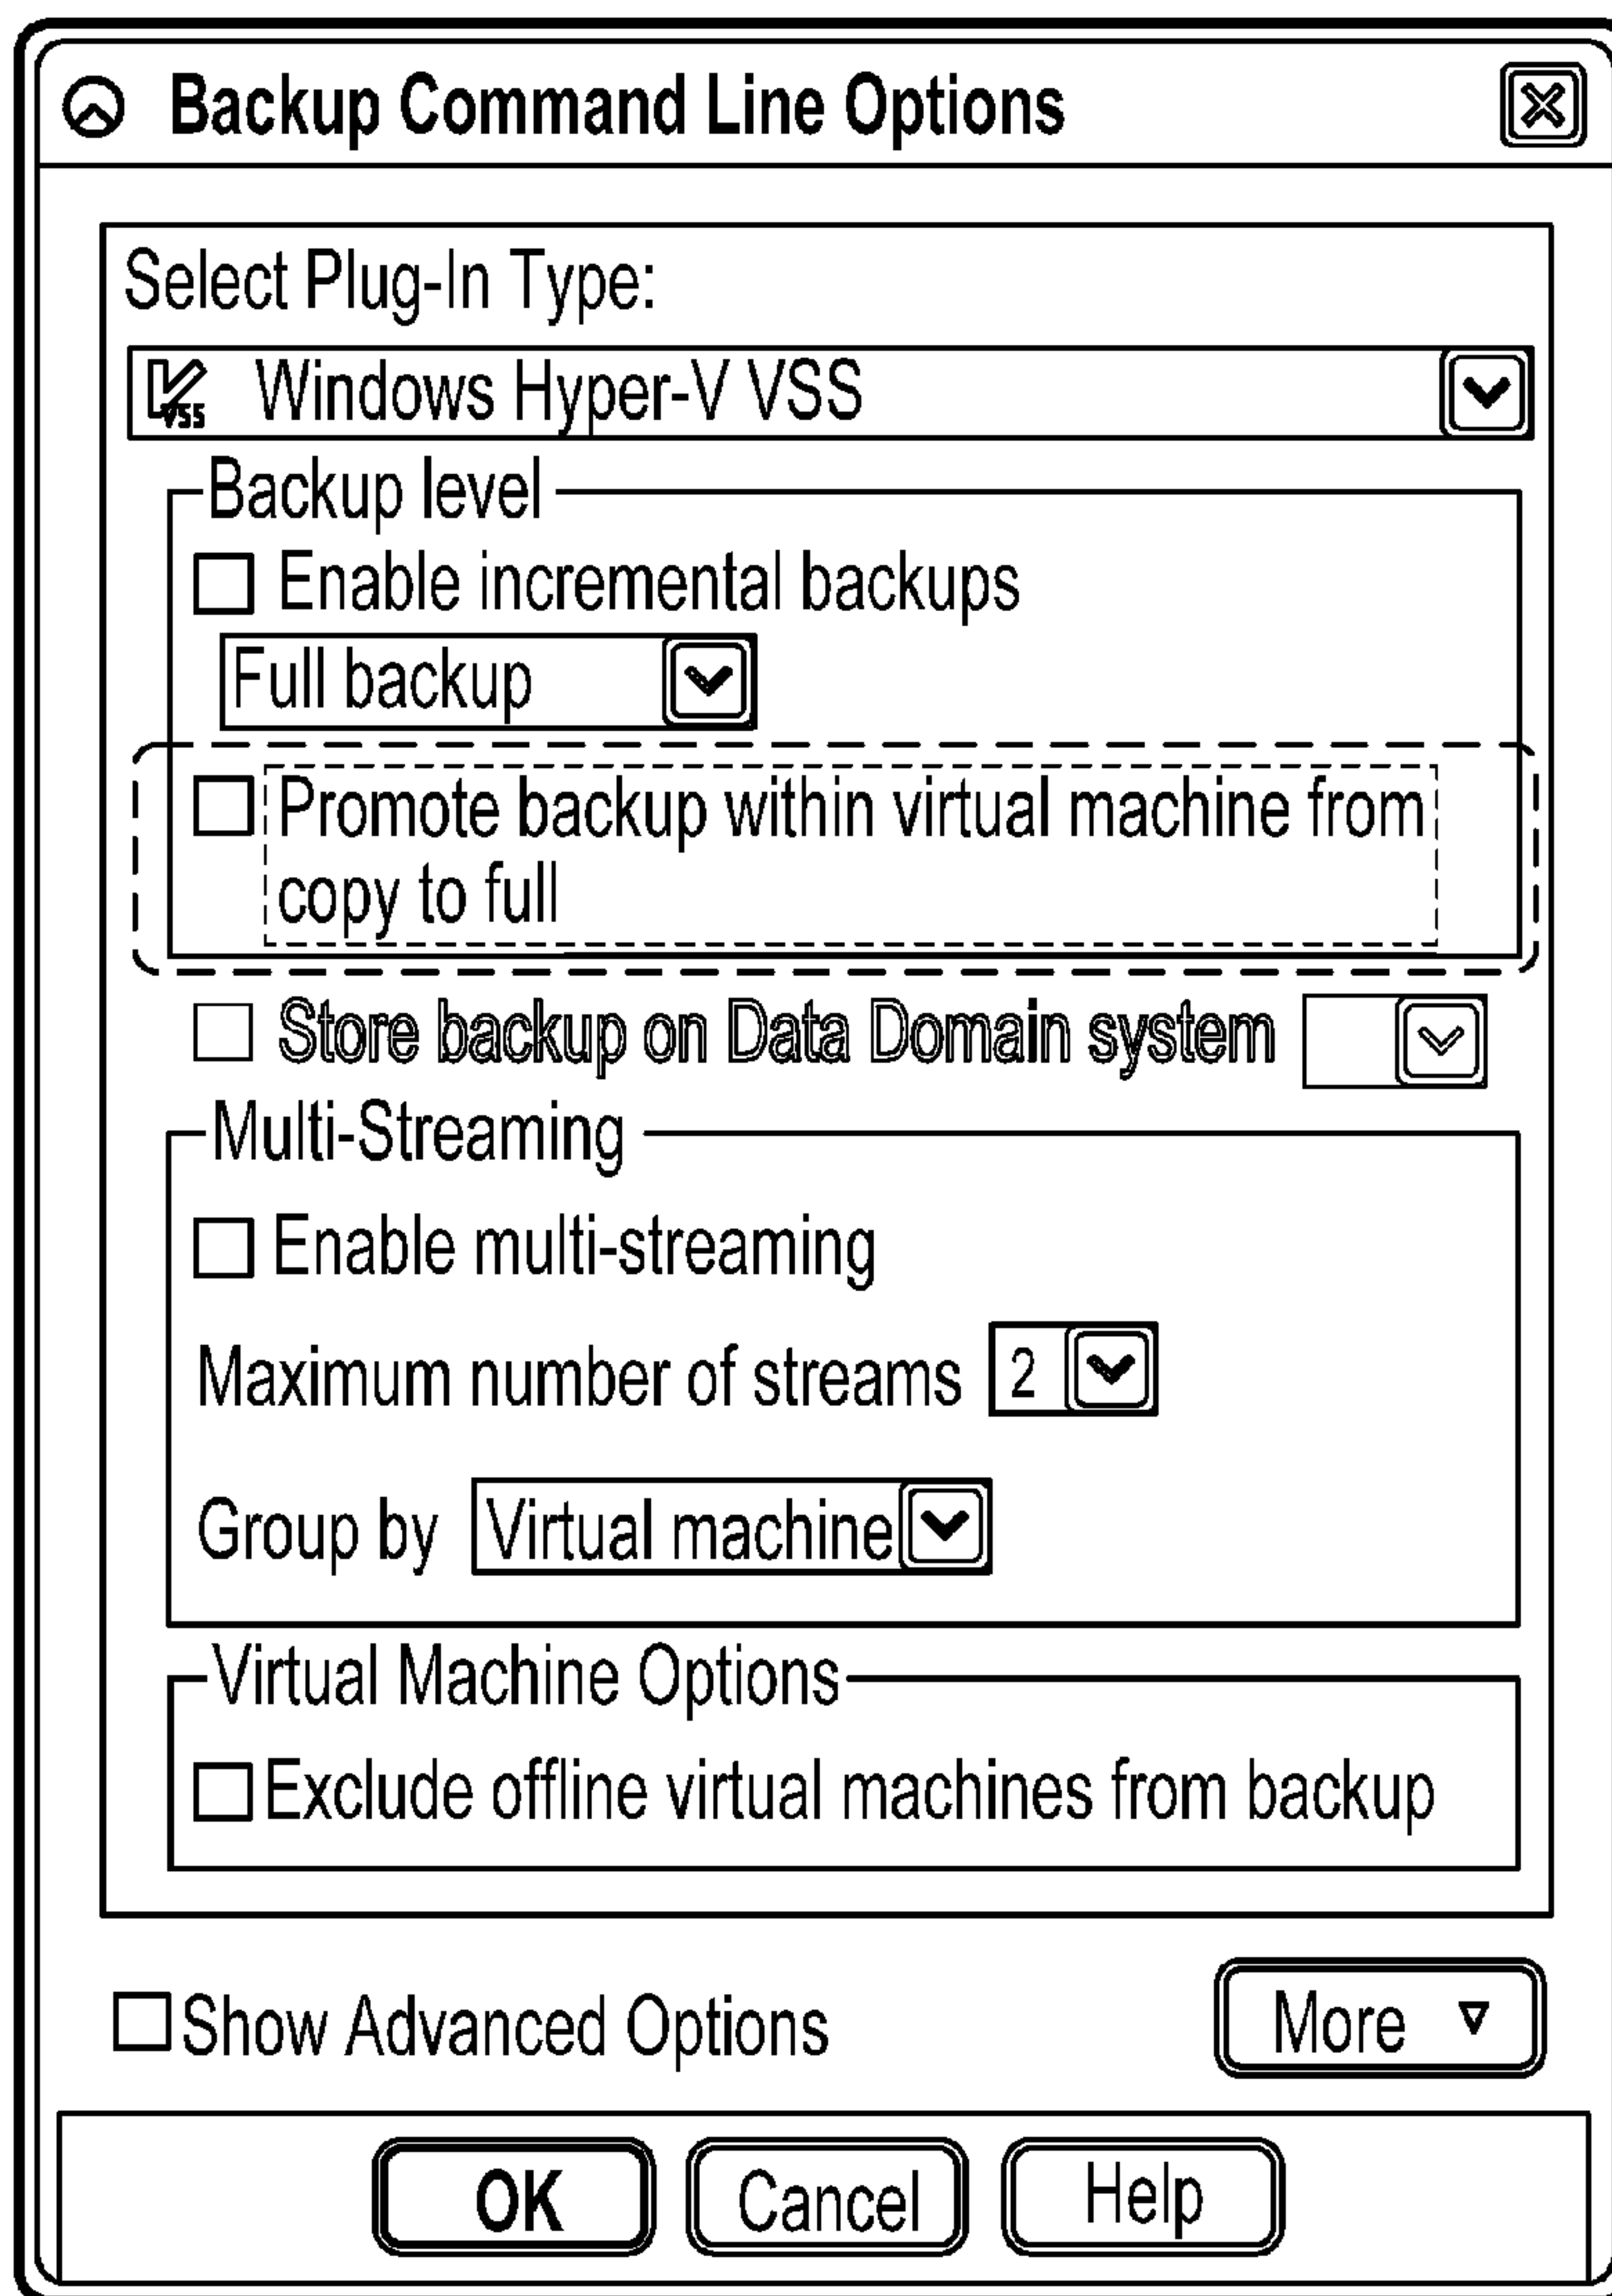 Backup Command Line Options
Select Plug-In Type:
VSS Windows Hyper-V VSS
Backup level
Enable incremental backups
Full backup
Promote backup within virtual machine from
copy to full
Store backup on Data Domain system
Multi-Streaming
Enable multi-streaming
Maximum number of streams 2
Group by Virtual machine
Virtual Machine Options
Exclude offline virtual machines from backup
Show Advanced Options More
OK Cancel Help